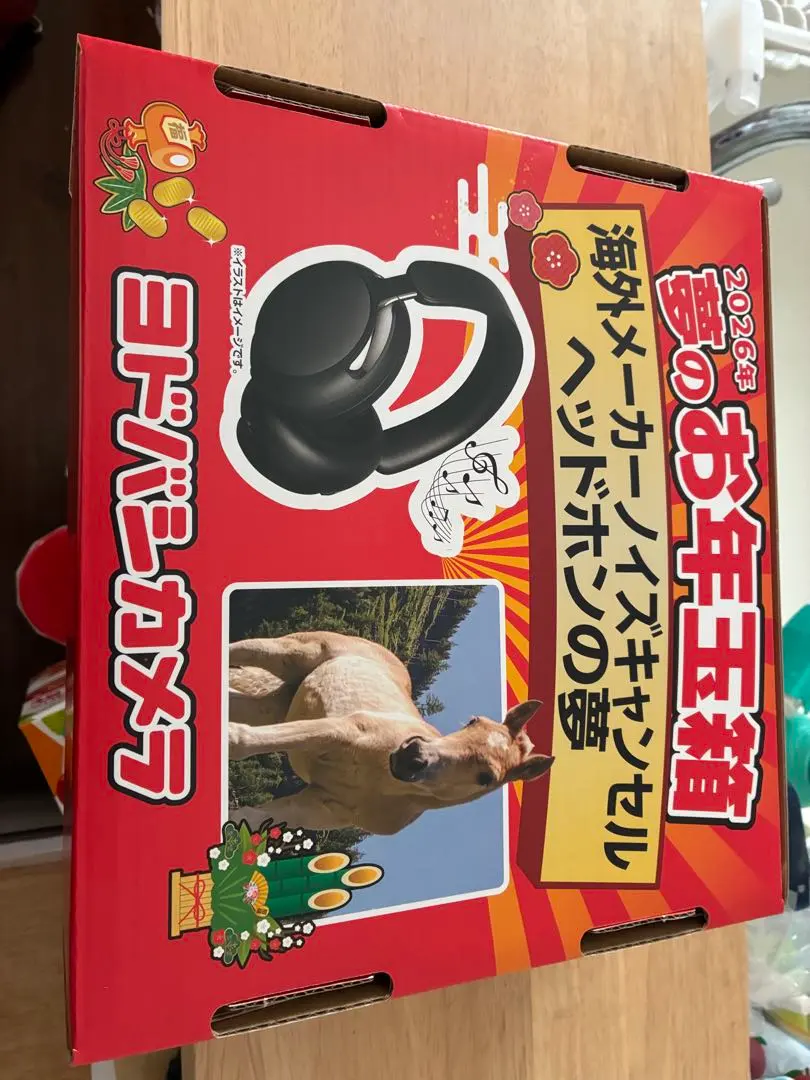 2026年
夢のお年玉箱
海外メーカーノイズキャンセル
ヘッドホンの夢
※イラストはイメージです。
福
ヨドバシカメラ